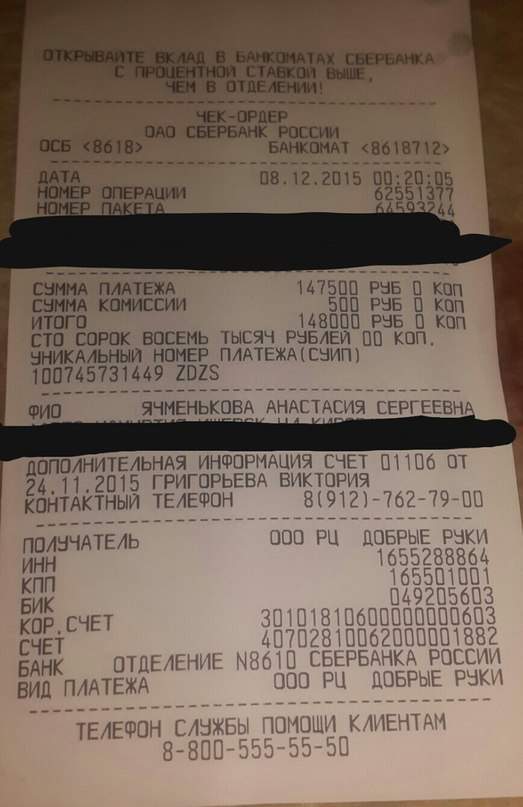 ОТКРЫВАЙТЕ ВКЛАД В БАНКОМАТАХ СБЕРБАНКА
С ПРОЦЕНТНОЙ СТАВКОЙ ВЫШЕ,
ЧЕМ В ОТДЕЛЕНИИ!
ЧЕК-ОРДЕР
ОАО СБЕРБАНК РОССИИ
ОСБ <8618> БАНКОМАТ <8618712>
ДАТА 08.12.2015 00:20:05
НОМЕР ОПЕРАЦИИ 62551377
НОМЕР ПАКЕТА 64593244
СУММА ПЛАТЕЖА 147500 РУБ 0 КОП
СУММА КОМИССИИ 500 РУБ 0 КОП
ИТОГО 148000 РУБ 0 КОП
СТО СОРОК ВОСЕМЬ ТЫСЯЧ РУБЛЕЙ 00 КОП.
УНИКАЛЬНЫЙ НОМЕР ПЛАТЕЖА(СУИП)
100745731449 ZDZS
ФИО ЯЧМЕНЬКОВА АНАСТАСИЯ СЕРГЕЕВНА
ДОПОЛНИТЕЛЬНАЯ ИНФОРМАЦИЯ СЧЕТ 01106 ОТ
24.11.2015 ГРИГОРЬЕВА ВИКТОРИЯ
КОНТАКТНЫЙ ТЕЛЕФОН 8(912)-762-79-00
ПОЛУЧАТЕЛЬ ООО РЦ ДОБРЫЕ РУКИ
ИНН 1655288864
КПП 165501001
БИК 049205603
КОР.СЧЕТ 30101810600000000603
СЧЕТ 40702810062000001882
БАНК ОТДЕЛЕНИЕ N8610 СБЕРБАНКА РОССИИ
ВИД ПЛАТЕЖА ООО РЦ ДОБРЫЕ РУКИ
ТЕЛЕФОН СЛУЖБЫ ПОМОЩИ КЛИЕНТАМ
8-800-555-55-50